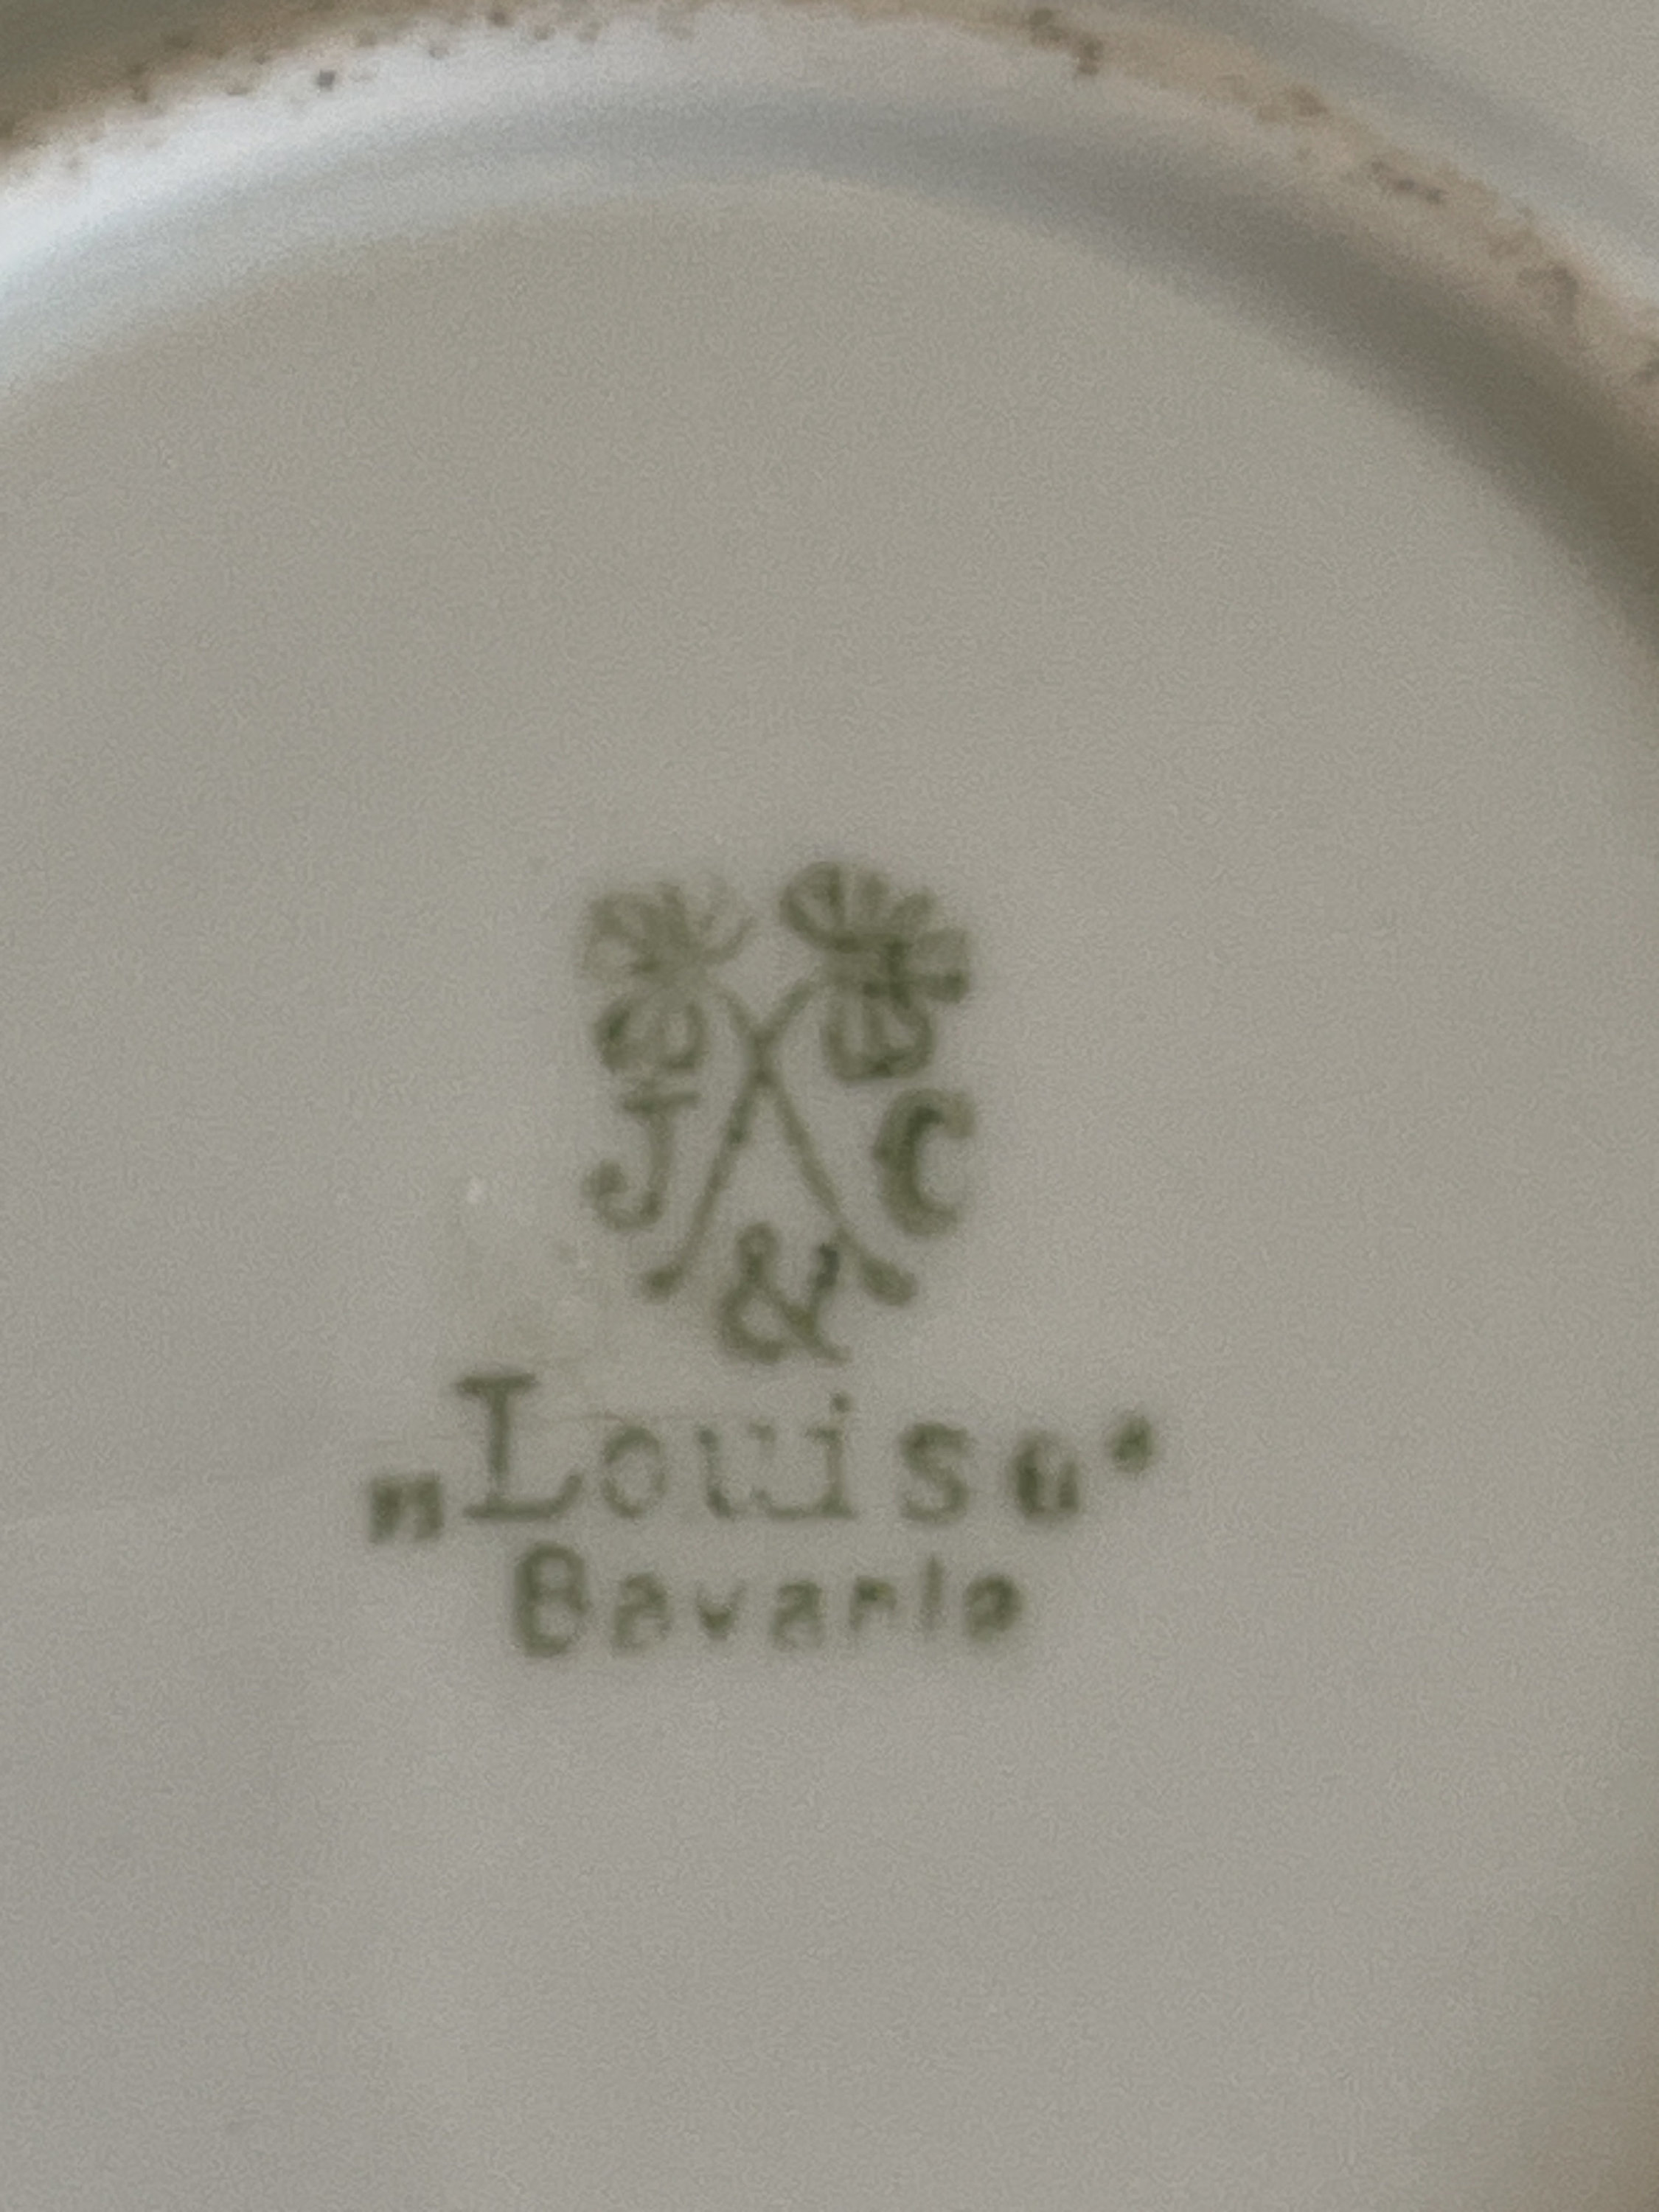 J C
&
„Louise“
Bavaria